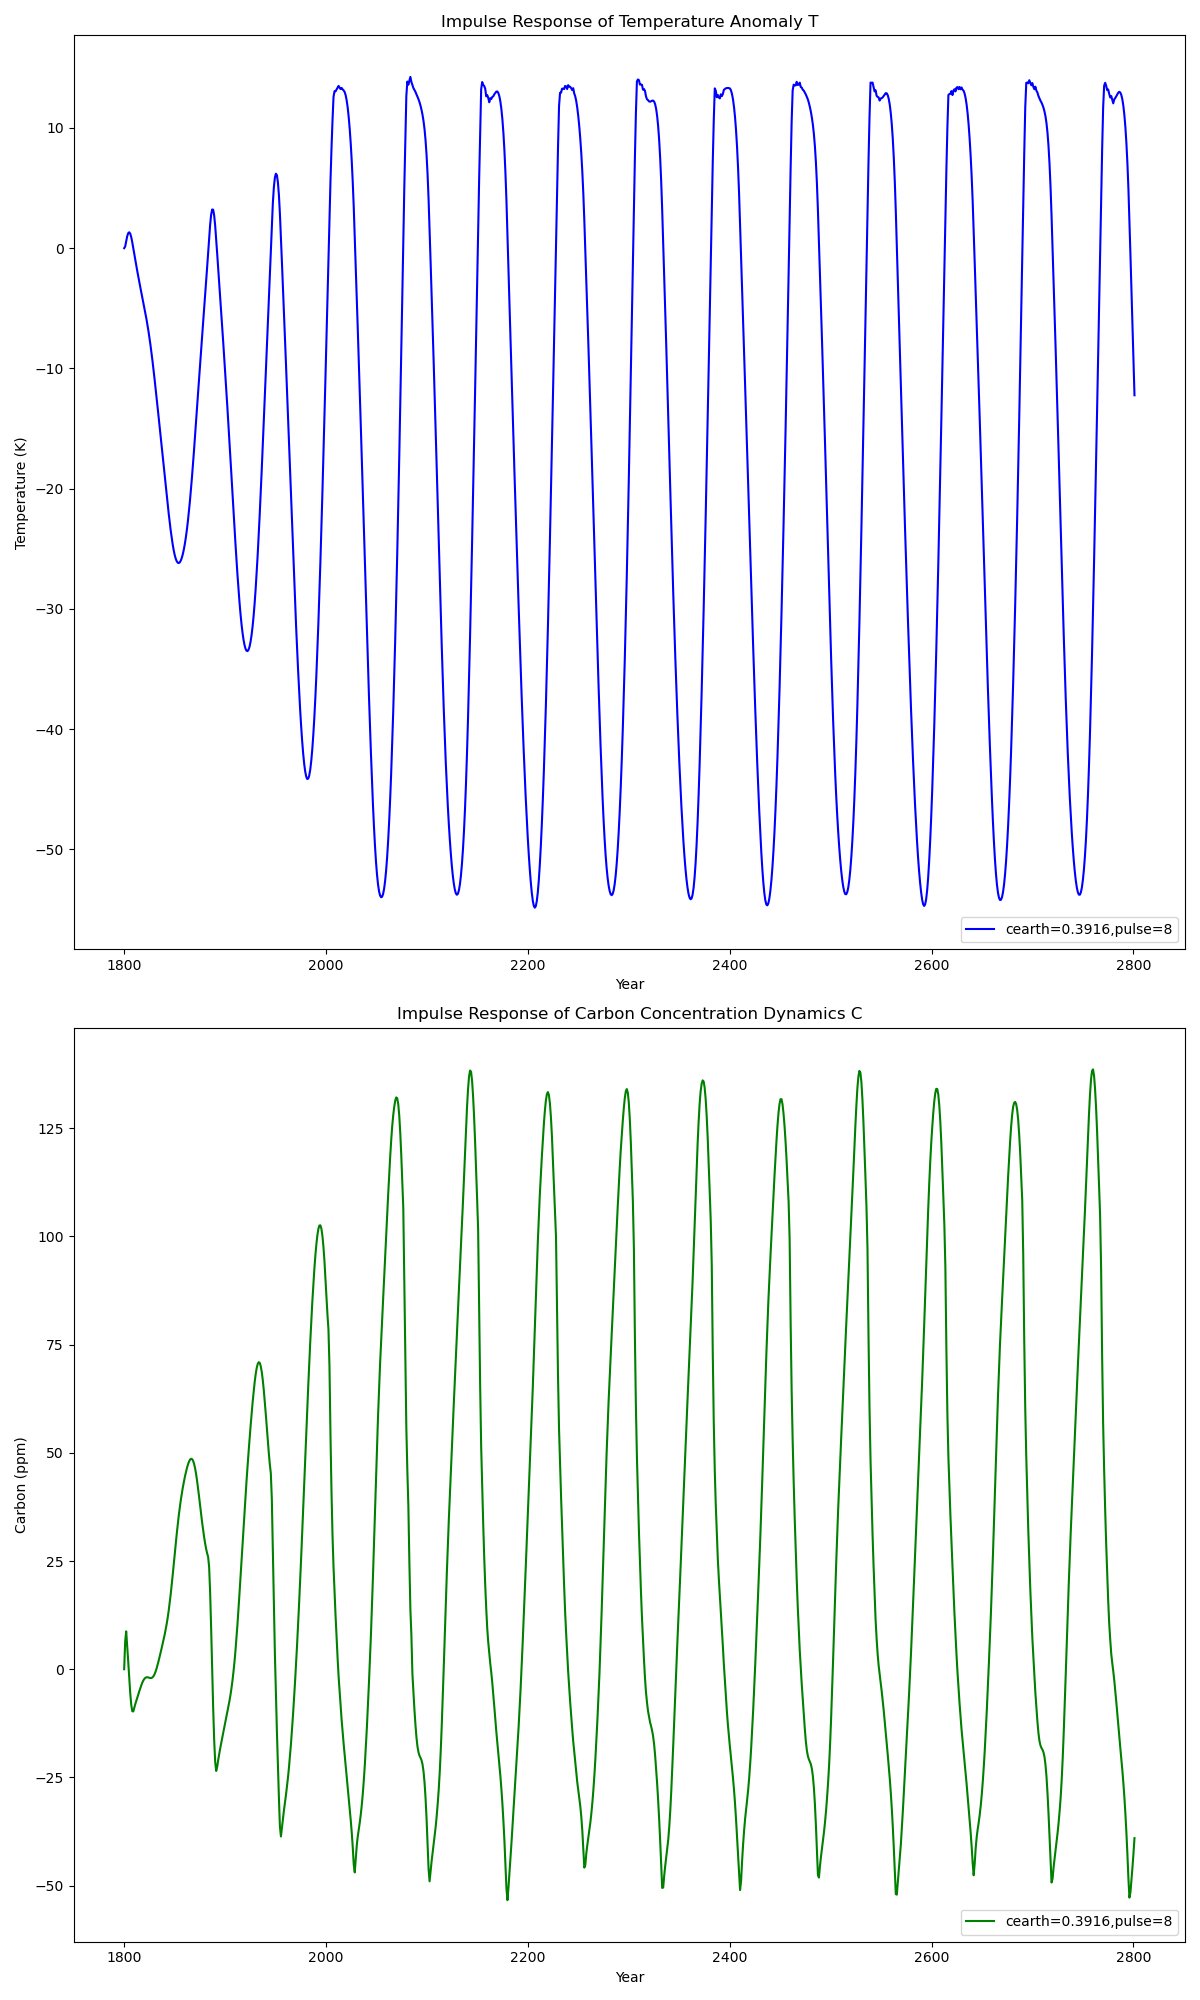 Impulse Response of Temperature Anomaly T
10
0
−10
−20
−30
−40
−50
Temperature (K)
cearth=0.3916,pulse=8
1800 2000 2200 2400 2600 2800
Year
Impulse Response of Carbon Concentration Dynamics C
125
100
75
50
25
0
−25
−50
Carbon (ppm)
cearth=0.3916,pulse=8
1800 2000 2200 2400 2600 2800
Year